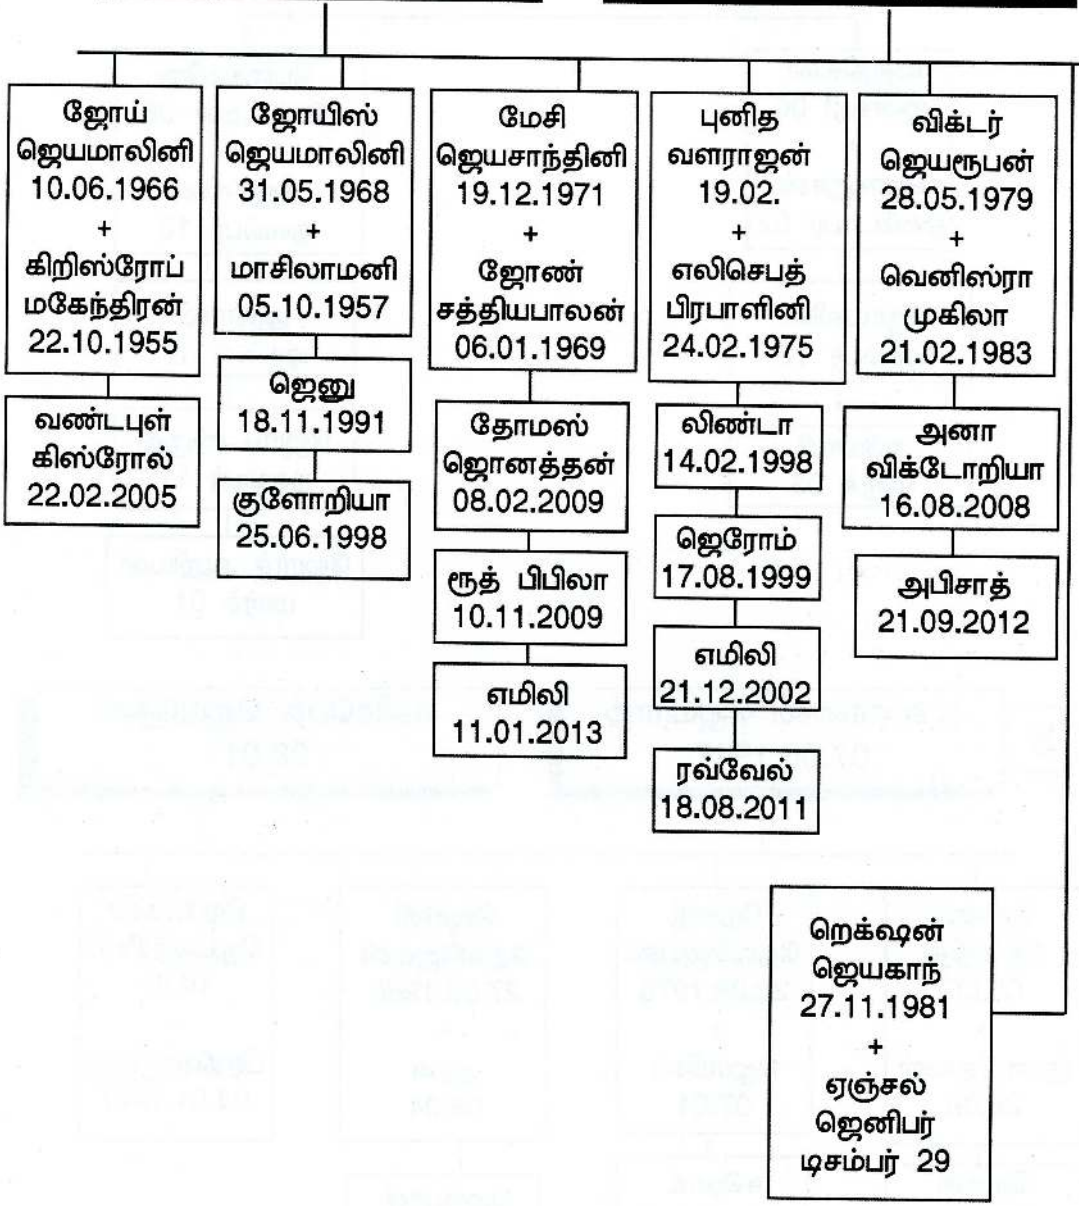 ஜோய்
ஜெயமாலினி
10.06.1966
+
கிறிஸ்ரோப்
மகேந்திரன்
22.10.1955
வண்டபுள்
கிஸ்ரோல்
22.02.2005
ஜோயிஸ்
ஜெயமாலினி
31.05.1968
+
மாசிலாமனி
05.10.1957
ஜெனு
18.11.1991
குளோறியா
25.06.1998
மேசி
ஜெயசாந்தினி
19.12.1971
+
ஜோண்
சத்தியபாலன்
06.01.1969
தோமஸ்
ஜொனத்தன்
08.02.2009
ரூத் பிபிலா
10.11.2009
எமிலி
11.01.2013
புனித
வளராஜன்
19.02.
+
எலிசெபத்
பிரபாளினி
24.02.1975
லிண்டா
14.02.1998
ஜெரோம்
17.08.1999
எமிலி
21.12.2002
ரவ்வேல்
18.08.2011
விக்டர்
ஜெயரூபன்
28.05.1979
+
வெனிஸ்ரா
முகிலா
21.02.1983
அனா
விக்டோறியா
16.08.2008
அபிசாத்
21.09.2012
றெக்ஷன்
ஜெயகாந்
27.11.1981
+
ஏஞ்சல்
ஜெனிபர்
டிசம்பர் 29